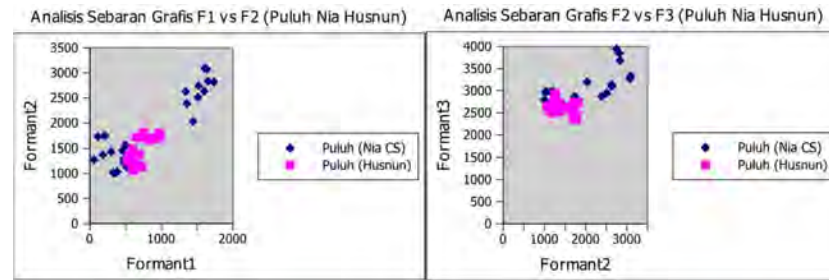 Analisis Sebaran Grafis F1 vs F2 (Puluh Nia Husnun)
3500
3000
2500
2000
1500
1000
500
0
Formant2
0
1000
2000
Formant1
Puluh (Nia CS)
Puluh (Husnun)
Analisis Sebaran Grafis F2 vs F3 (Puluh Nia Husnun)
4000
3500
3000
2500
2000
1500
1000
500
0
Formant3
0
1000
2000
3000
Formant2
Puluh (Nia CS)
Puluh (Husnun)